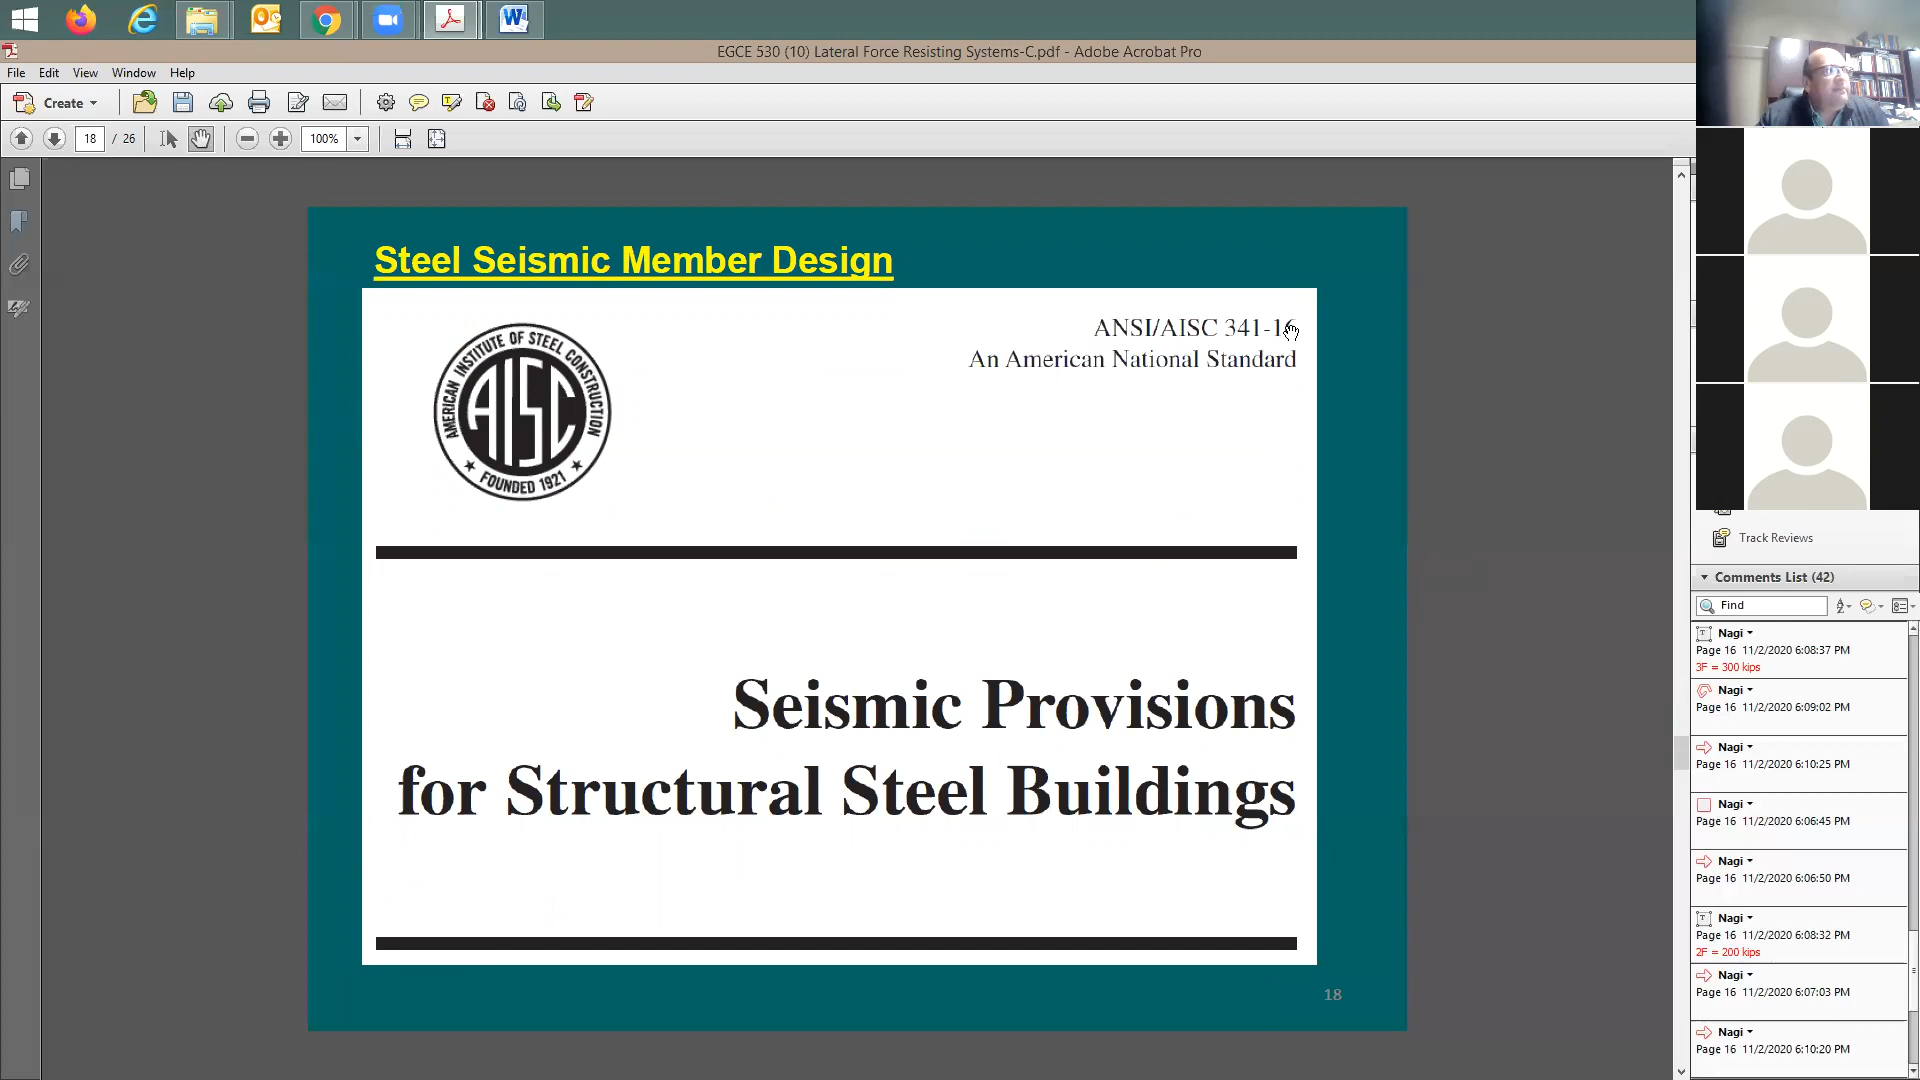 EGCE 530 (10) Lateral Force Resisting Systems-C.pdf - Adobe Acrobat Pro
File Edit View Window Help
Create
18 / 26 100%
Steel Seismic Member Design
ANSI/AISC 341-16
An American National Standard
AMERICAN INSTITUTE OF STEEL CONSTRUCTION
AISC
FOUNDED 1921
Seismic Provisions
for Structural Steel Buildings
18
Track Reviews
Comments List (42)
Find
Nagi
Page 16 11/2/2020 6:08:37 PM
3F = 300 kips
Nagi
Page 16 11/2/2020 6:09:02 PM
Nagi
Page 16 11/2/2020 6:10:25 PM
Nagi
Page 16 11/2/2020 6:06:45 PM
Nagi
Page 16 11/2/2020 6:06:50 PM
Nagi
Page 16 11/2/2020 6:08:32 PM
2F = 200 kips
Nagi
Page 16 11/2/2020 6:07:03 PM
Nagi
Page 16 11/2/2020 6:10:20 PM